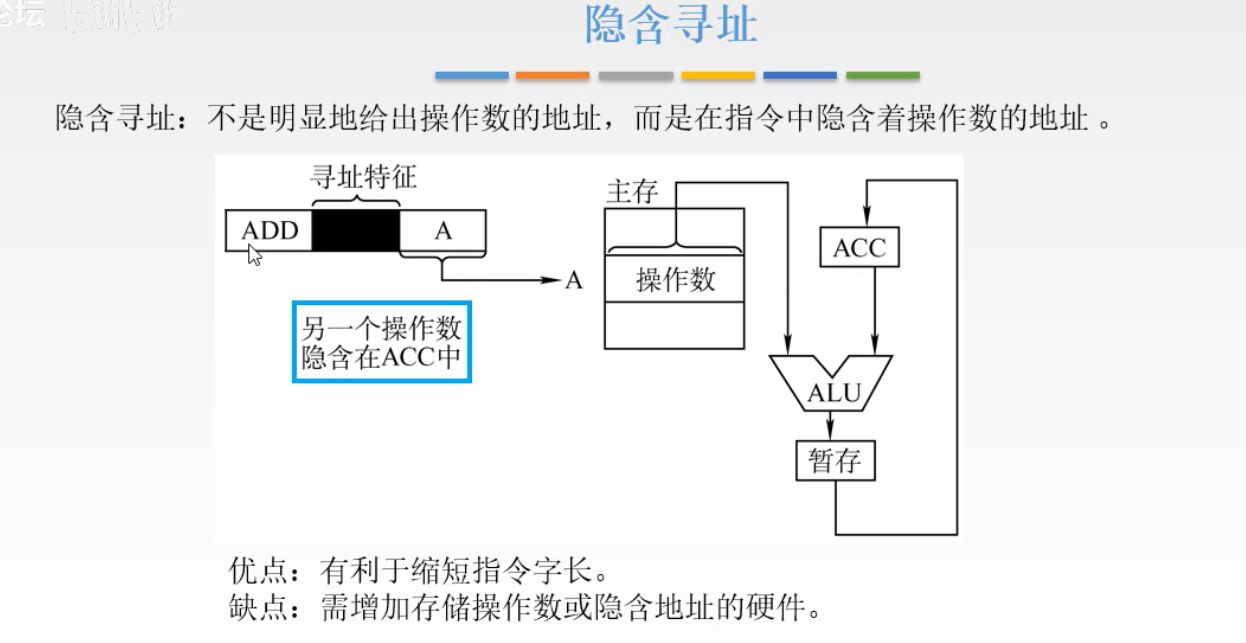 论坛
隐含寻址
隐含寻址：不是明显地给出操作数的地址，而是在指令中隐含着操作数的地址。
寻址特征
ADD
A
A
另一个操作数
隐含在ACC中
主存
操作数
ACC
ALU
暂存
优点：有利于缩短指令字长。
缺点：需增加存储操作数或隐含地址的硬件。